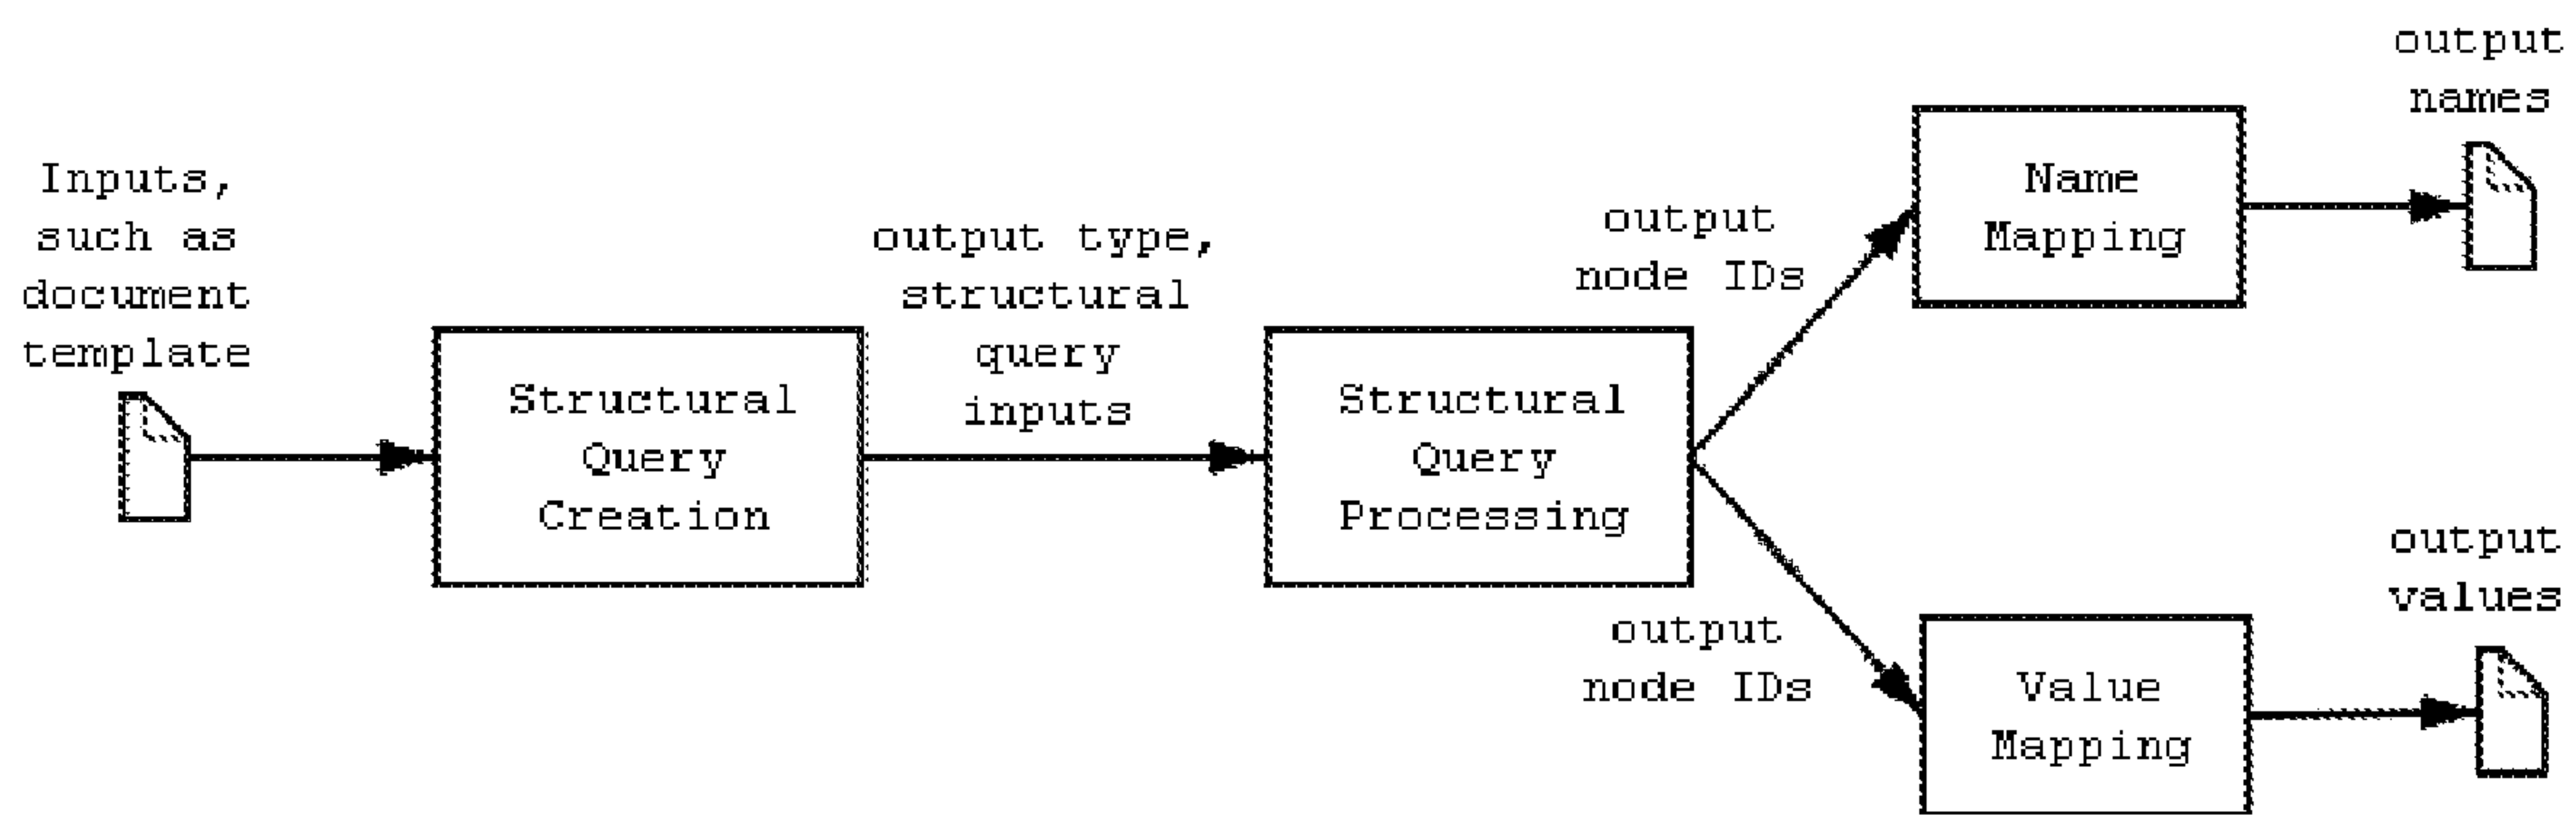 Inputs,
such as
document
template
Structural
Query
Creation
output type,
structural
query
inputs
Structural
Query
Processing
output
node IDs
Name
Mapping
output
names
output
node IDs
Value
Mapping
output
values